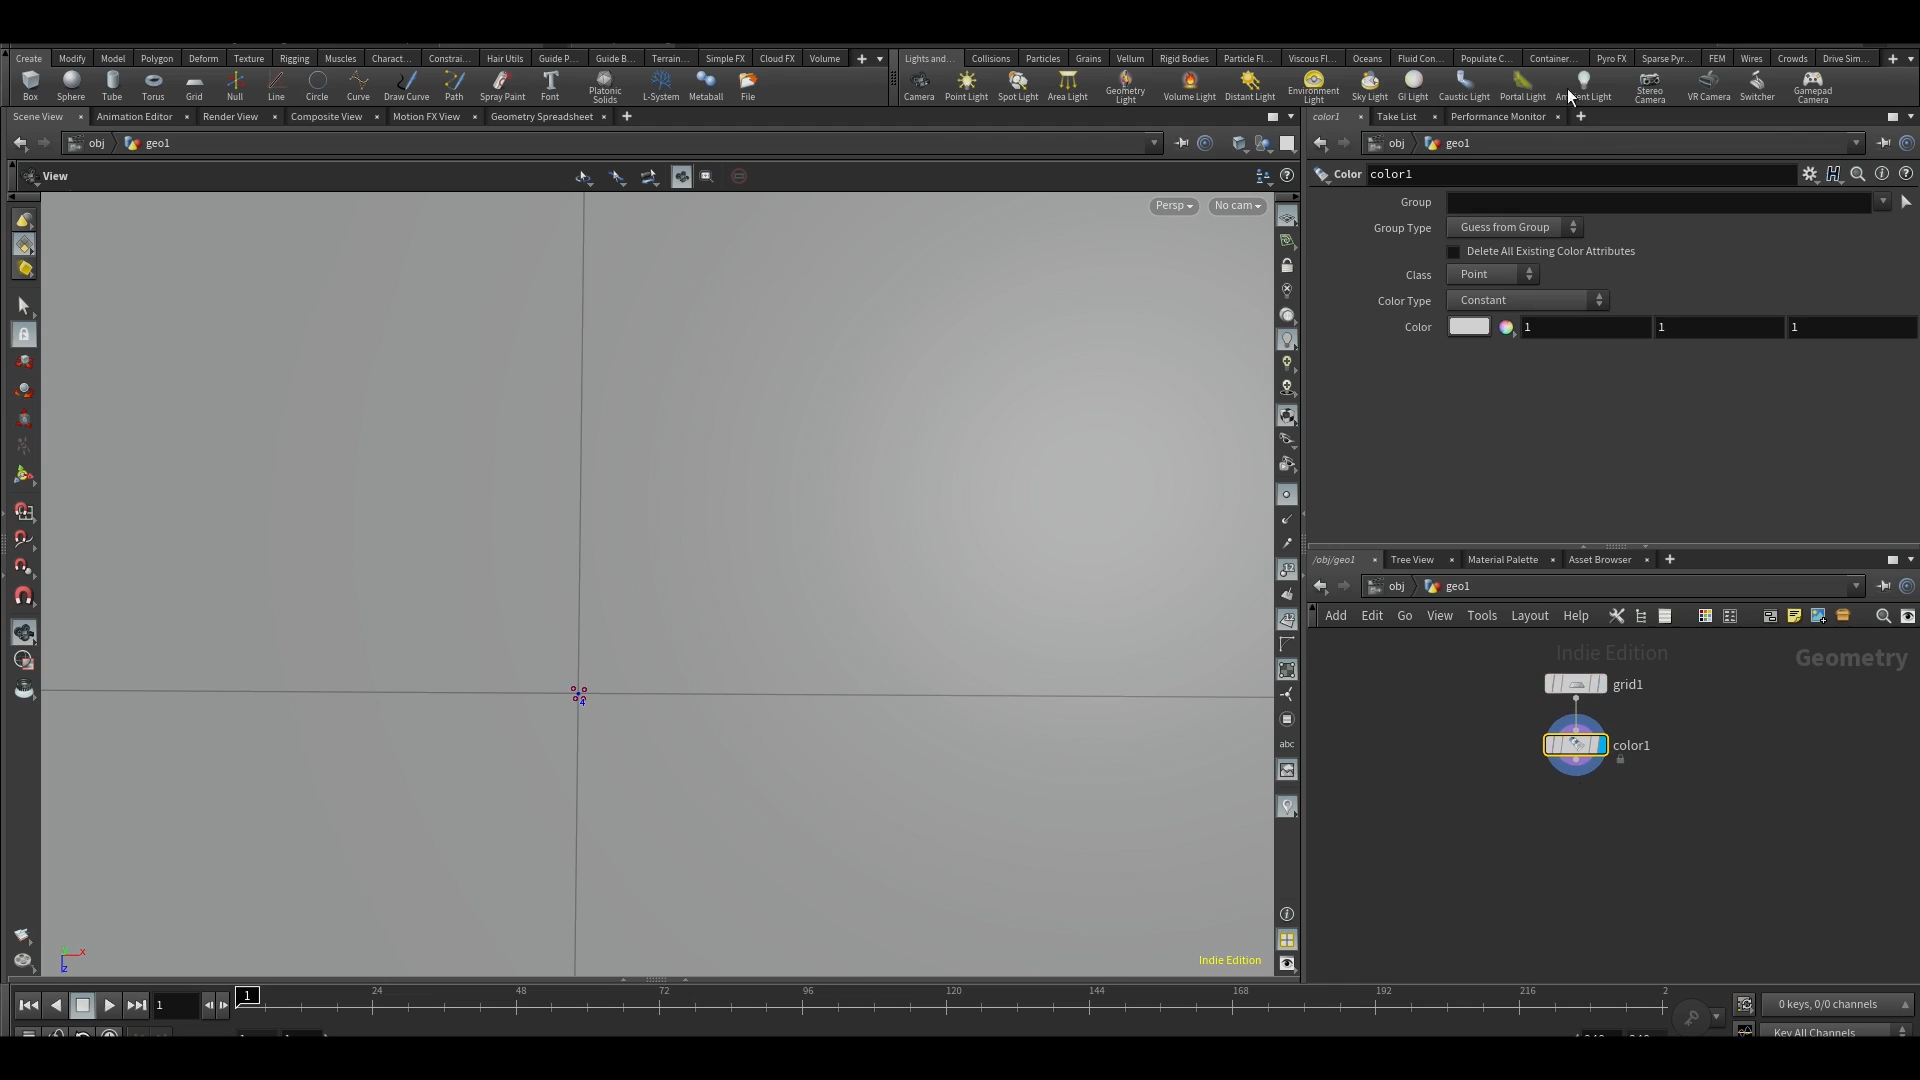 Create Modify Model Polygon Deform Texture Rigging Muscles Charact... Constrai... Hair Utils Guide P... Guide B... Terrain... Simple FX Cloud FX Volume
Lights and... Collisions Particles Grains Vellum Rigid Bodies Particle Fl... Viscous Fl... Oceans Fluid Con... Populate C... Container... Pyro FX Sparse Pyr... FEM Wires Crowds Drive Sim...
Box Sphere Tube Torus Grid Null Line Circle Curve Draw Curve Path Spray Paint Font Platonic Solids L-System Metaball File
Camera Point Light Spot Light Area Light Geometry Light Volume Light Distant Light Environment Light Sky Light GI Light Caustic Light Portal Light Stereo Camera VR Camera Switcher Gamepad Camera
Scene View Animation Editor Render View Composite View Motion FX View Geometry Spreadsheet
color1 Take List Performance Monitor
obj geo1
obj geo1
View
Color color1
Persp No cam
Group
Group Type Guess from Group
Delete All Existing Color Attributes
Class Point
Color Type Constant
Color 1 1 1
/obj/geo1 Tree View Material Palette Asset Browser
obj geo1
Add Edit Go View Tools Layout Help
Indie Edition
Geometry
grid1
color1
4
abc
x
z
Indie Edition
1
1 24 48 72 96 120 144 168 192 216 2
0 keys, 0/0 channels
Key All Channels